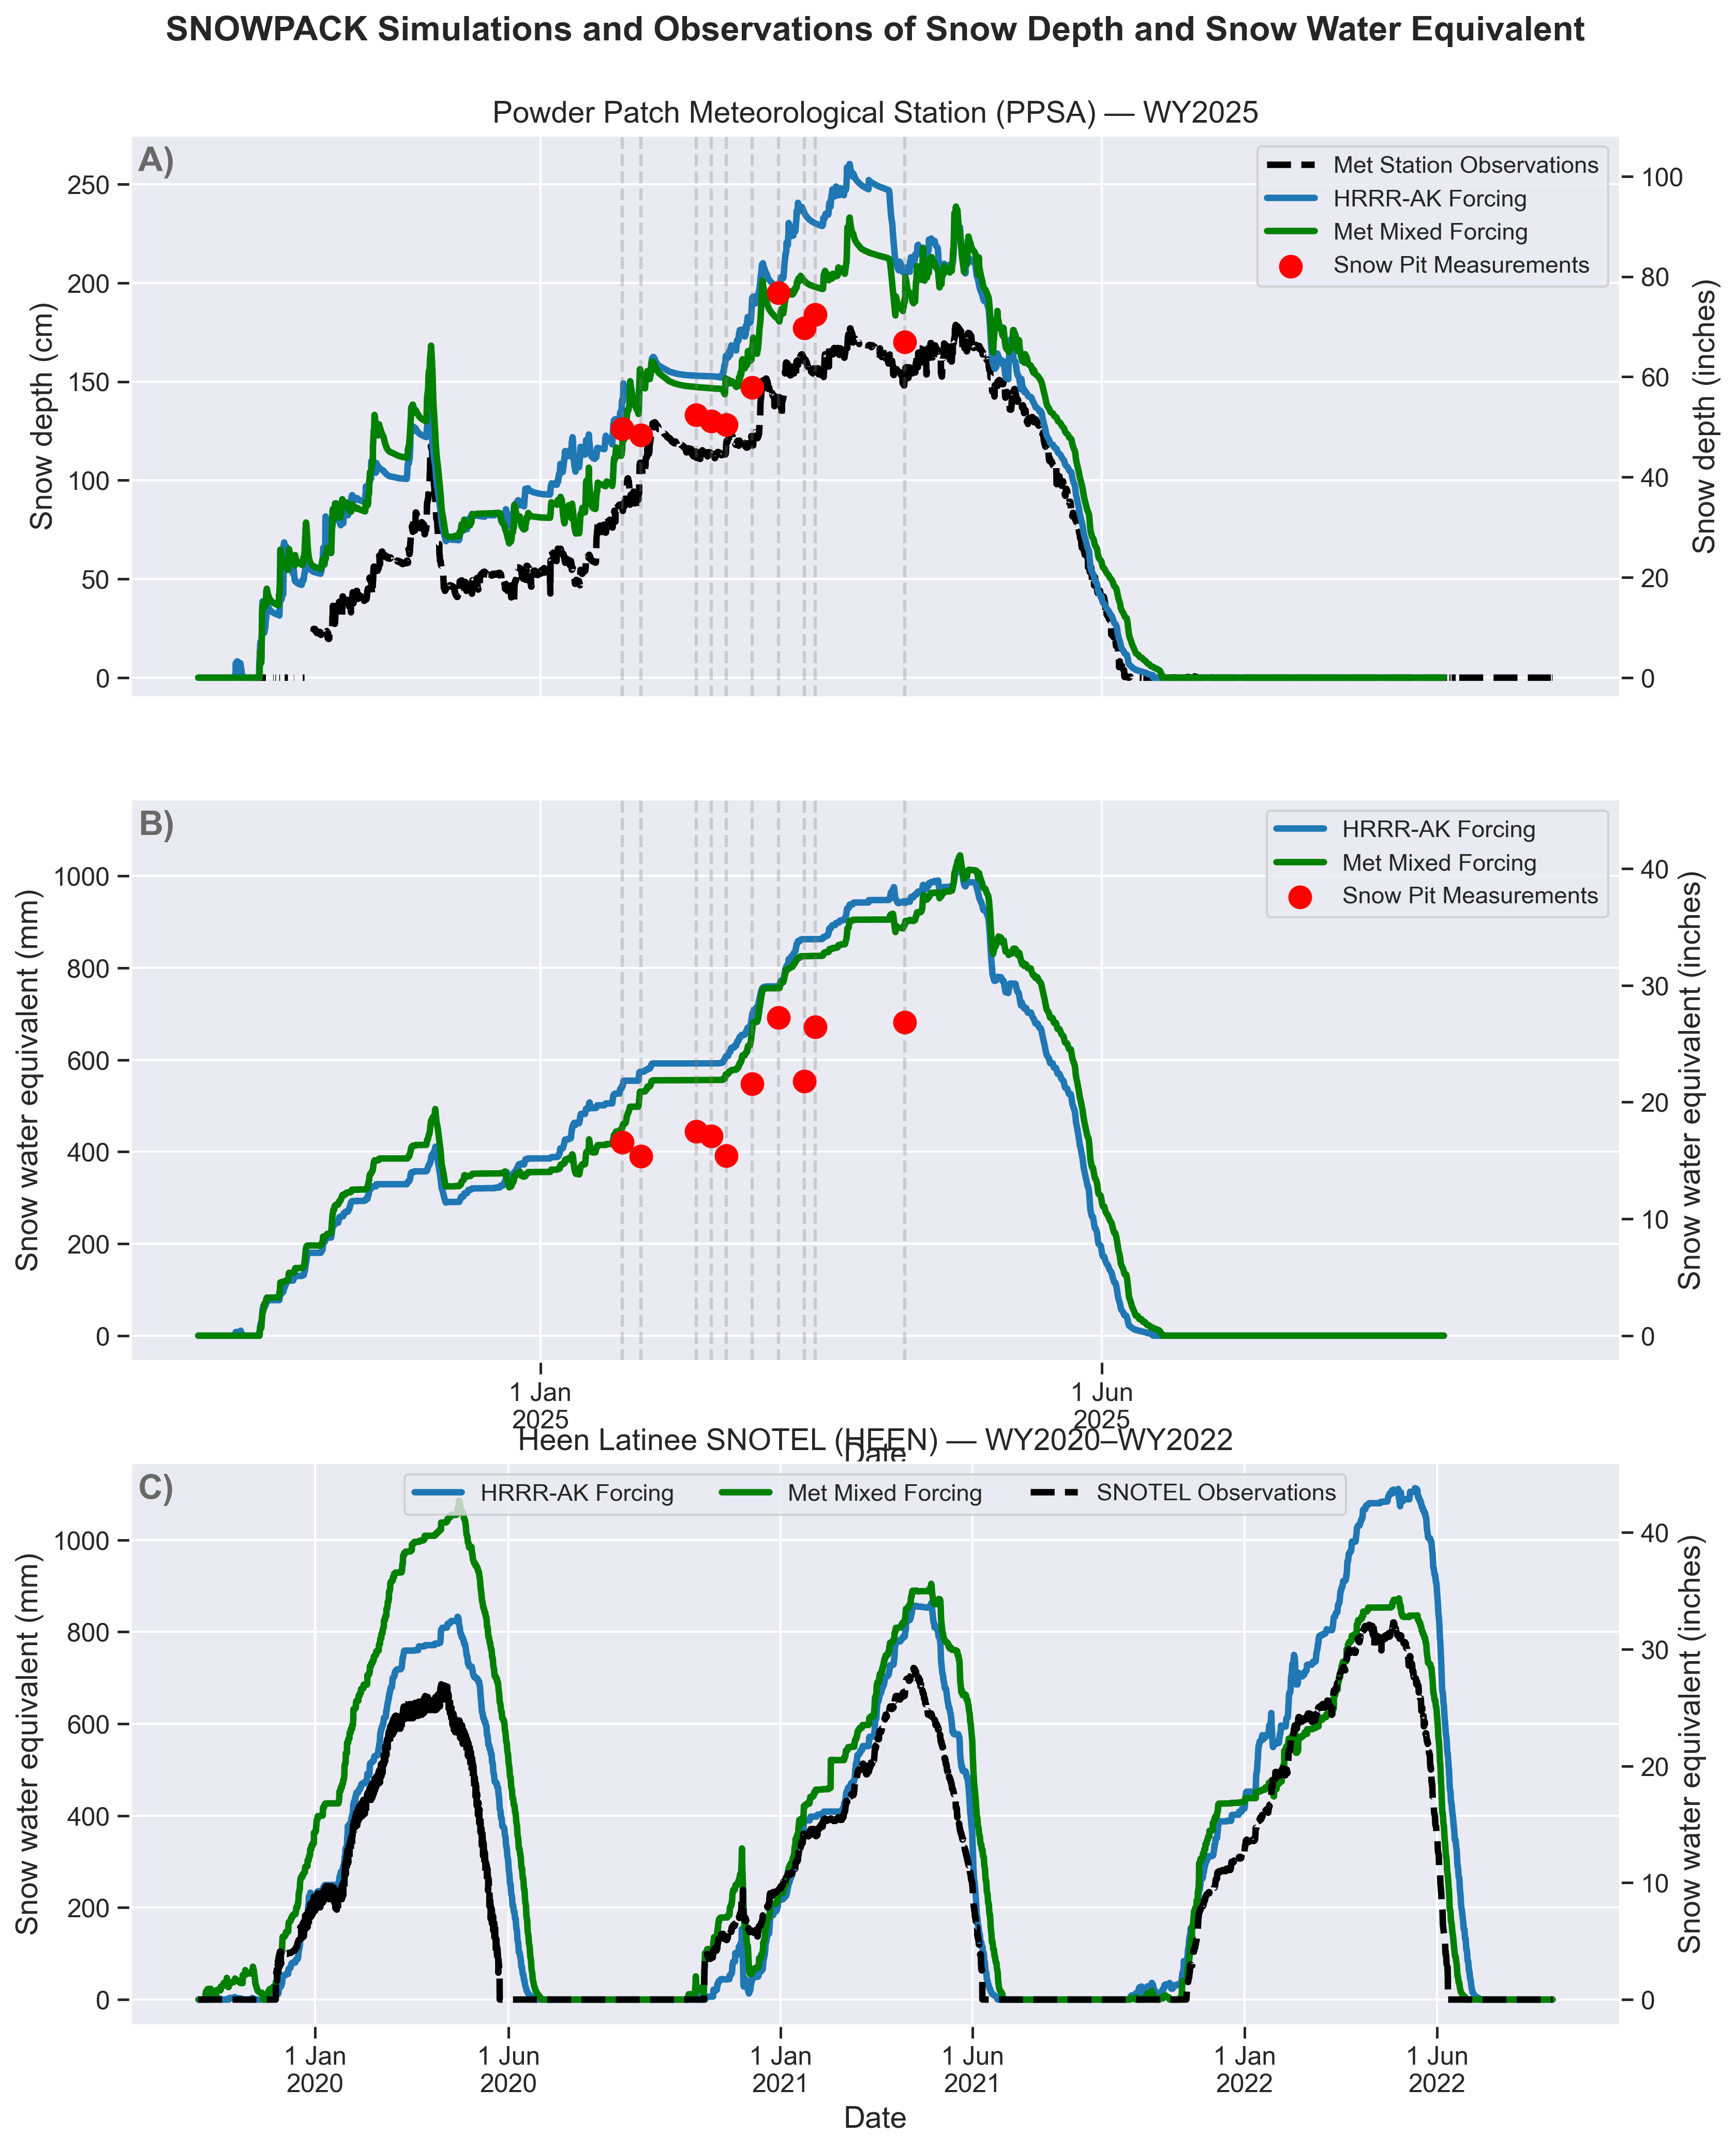 SNOWPACK Simulations and Observations of Snow Depth and Snow Water Equivalent
Powder Patch Meteorological Station (PPSA) — WY2025
A)
Met Station Observations
HRRR-AK Forcing
Met Mixed Forcing
Snow Pit Measurements
Snow depth (cm)
250
200
150
100
50
0
Snow depth (inches)
100
80
60
40
20
0
B)
HRRR-AK Forcing
Met Mixed Forcing
Snow Pit Measurements
Snow water equivalent (mm)
1000
800
600
400
200
0
Snow water equivalent (inches)
40
30
20
10
0
1 Jan
2025
1 Jun
2025
Date
Heen Latinee SNOTEL (HEEN) — WY2020–WY2022
C)
HRRR-AK Forcing
Met Mixed Forcing
SNOTEL Observations
Snow water equivalent (mm)
1000
800
600
400
200
0
Snow water equivalent (inches)
40
30
20
10
0
1 Jan
2020
1 Jun
2020
1 Jan
2021
1 Jun
2021
1 Jan
2022
1 Jun
2022
Date